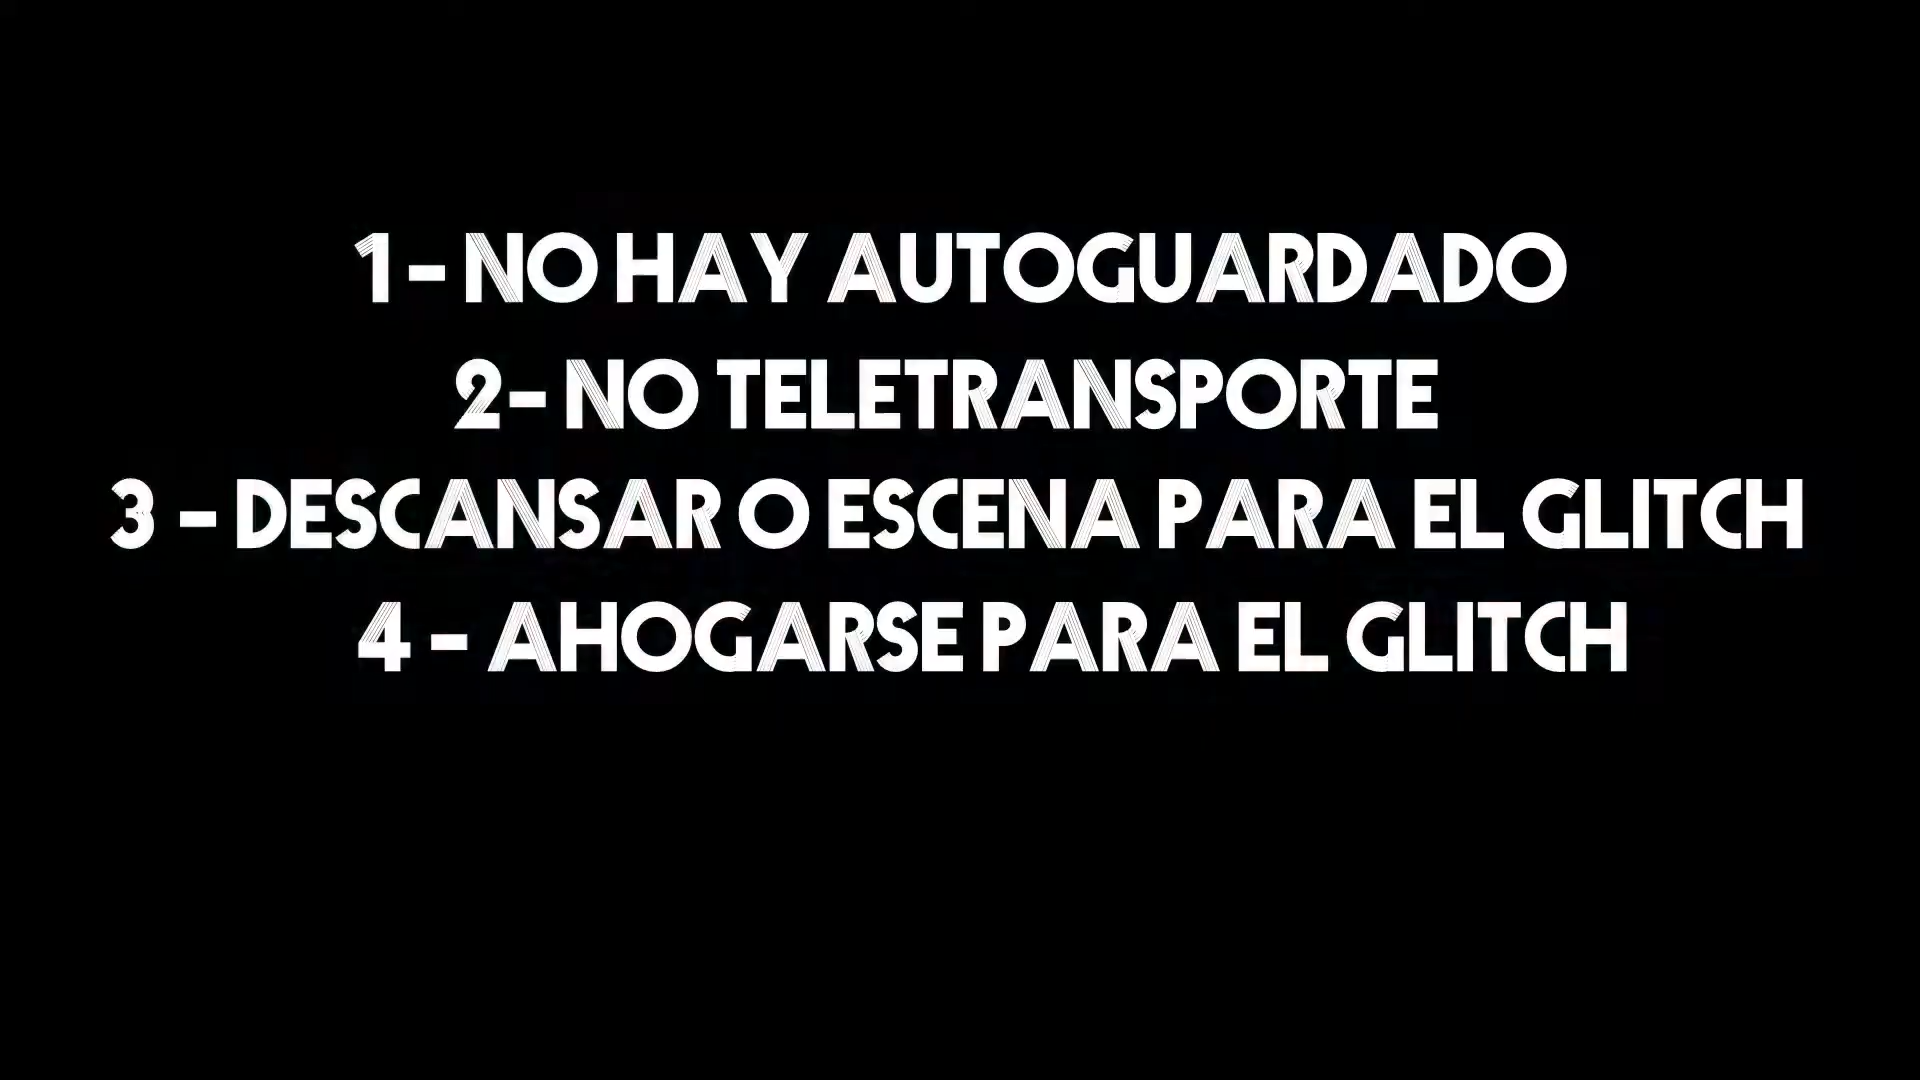 1 - NO HAY AUTOGUARDADO
2 - NO TELETRANSPORTE
3 - DESCANSAR O ESCENA PARA EL GLITCH
4 - AHOGARSE PARA EL GLITCH